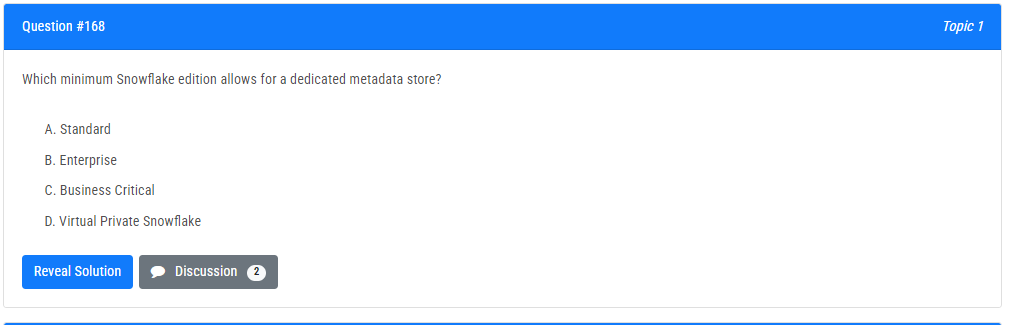 Question #168 Topic 1
Which minimum Snowflake edition allows for a dedicated metadata store?
A. Standard
B. Enterprise
C. Business Critical
D. Virtual Private Snowflake
Reveal Solution Discussion 2